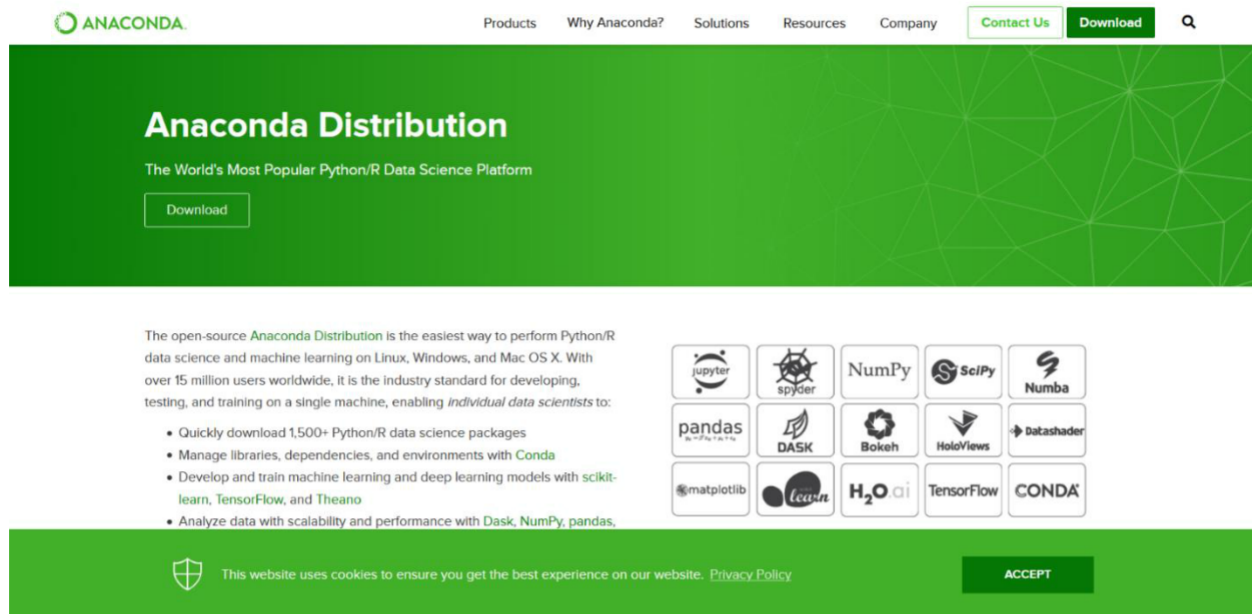 ANACONDA.
Products Why Anaconda? Solutions Resources Company Contact Us Download
Anaconda Distribution
The World's Most Popular Python/R Data Science Platform
Download
The open-source Anaconda Distribution is the easiest way to perform Python/R
data science and machine learning on Linux, Windows, and Mac OS X. With
over 15 million users worldwide, it is the industry standard for developing,
testing, and training on a single machine, enabling individual data scientists to:
• Quickly download 1,500+ Python/R data science packages
• Manage libraries, dependencies, and environments with Conda
• Develop and train machine learning and deep learning models with scikit-
learn, TensorFlow, and Theano
• Analyze data with scalability and performance with Dask, NumPy, pandas,
jupyter spyder NumPy SciPy Numba
pandas DASK Bokeh HoloViews Datashader
matplotlib learn H2O.ai TensorFlow CONDA
This website uses cookies to ensure you get the best experience on our website. Privacy Policy
ACCEPT